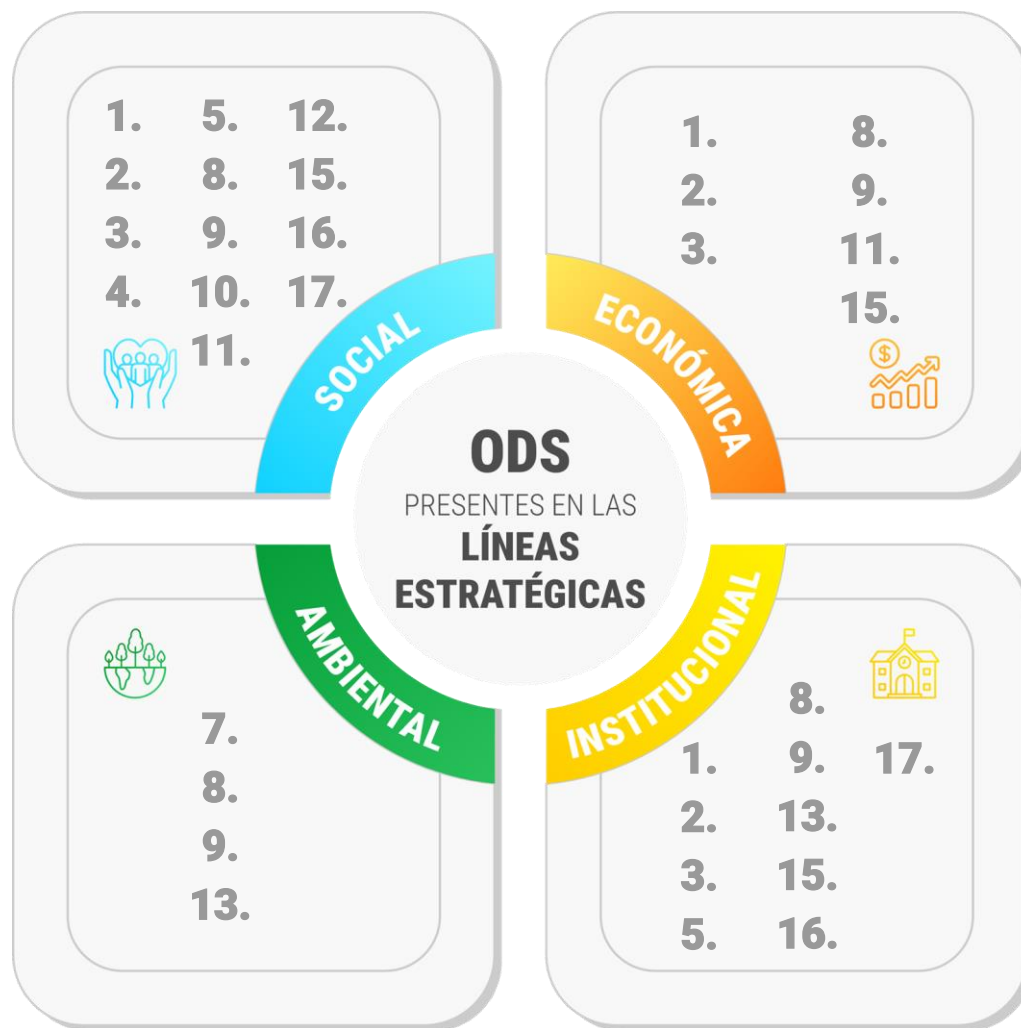 1. 5. 12.
2. 8. 15.
3. 9. 16.
4. 10. 17.
11.
SOCIAL
1. 8.
2. 9.
3. 11.
15.
$
ECONÓMICA
ODS
PRESENTES EN LAS
LÍNEAS
ESTRATÉGICAS
AMBIENTAL
7.
8.
9.
13.
INSTITUCIONAL
8.
1. 9. 17.
2. 13.
3. 15.
5. 16.